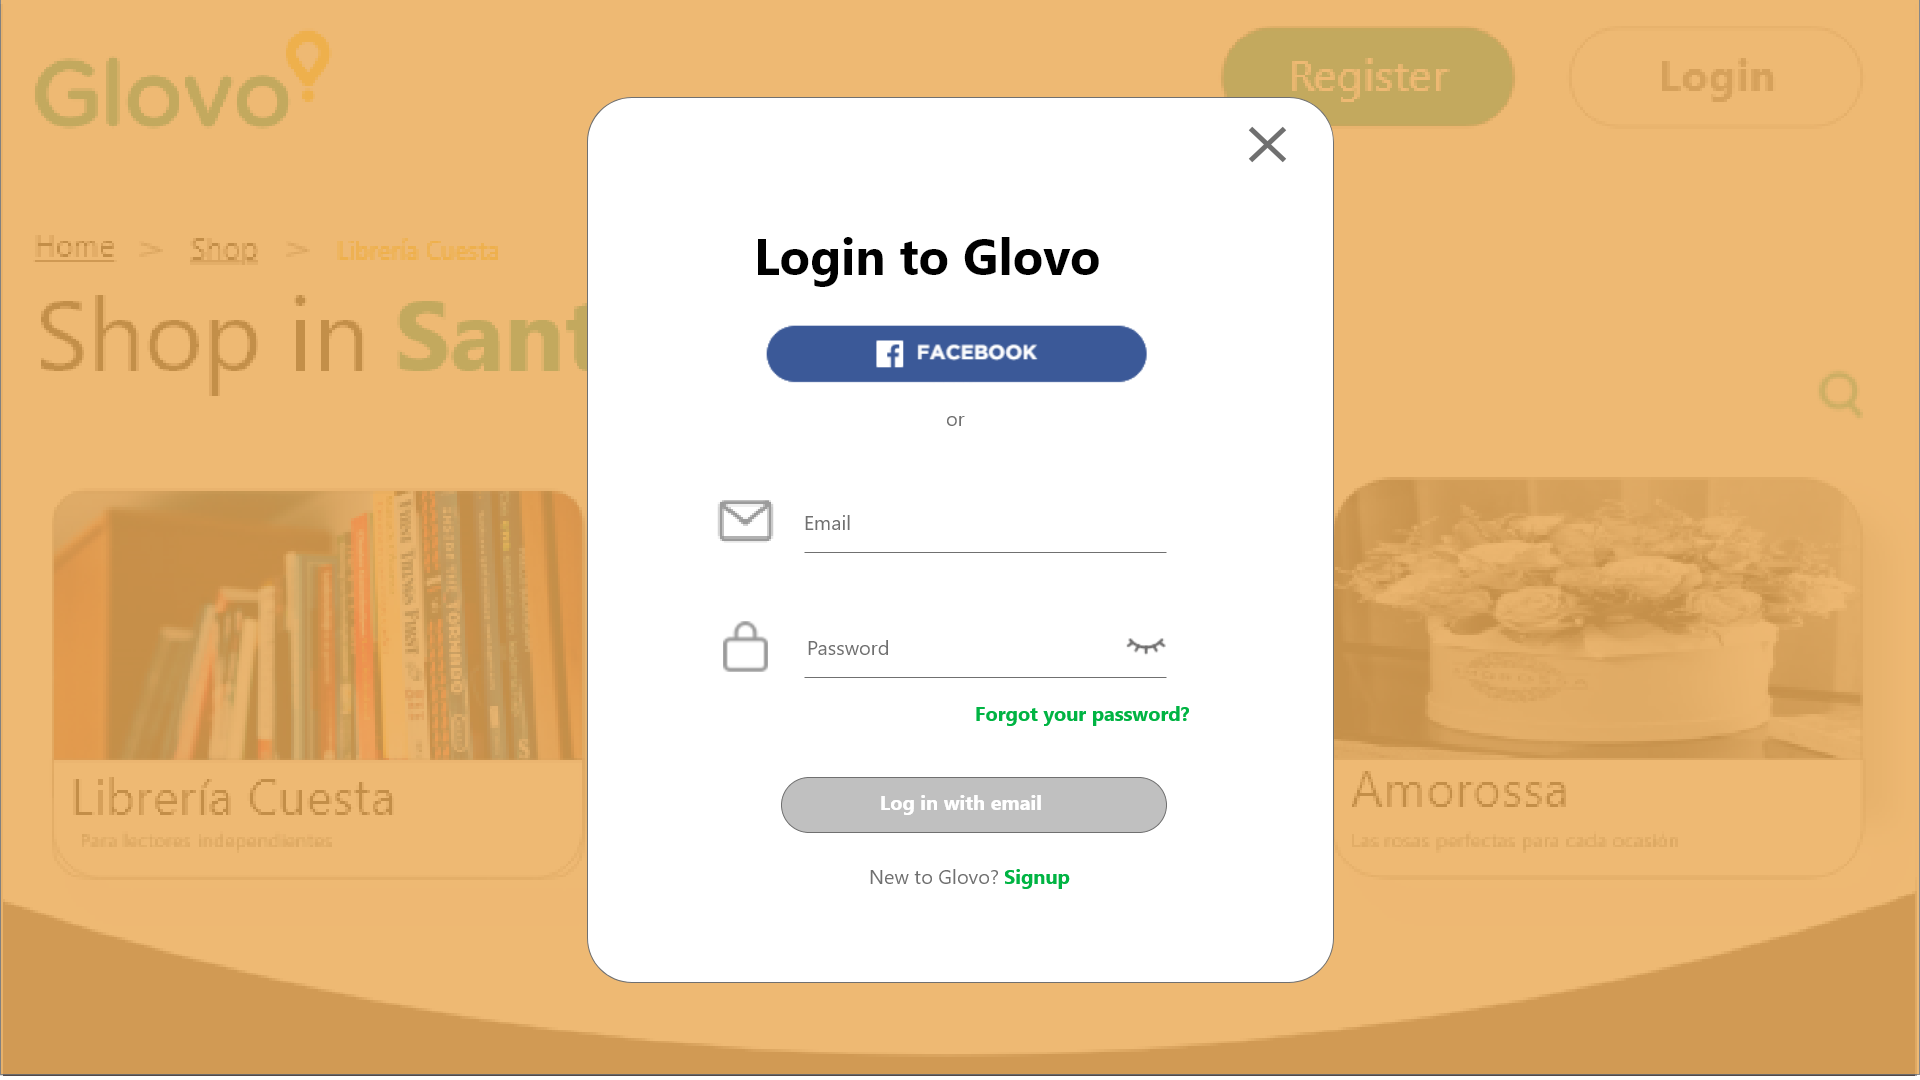 Glovo
Register
Login
Home > Shop > Librería Cuesta
Shop in Sant
Login to Glovo
FACEBOOK
or
Email
Password
Forgot your password?
Log in with email
New to Glovo? Signup
Librería Cuesta
Para lectores independientes
Amorossa
Las rosas perfectas para cada ocasión